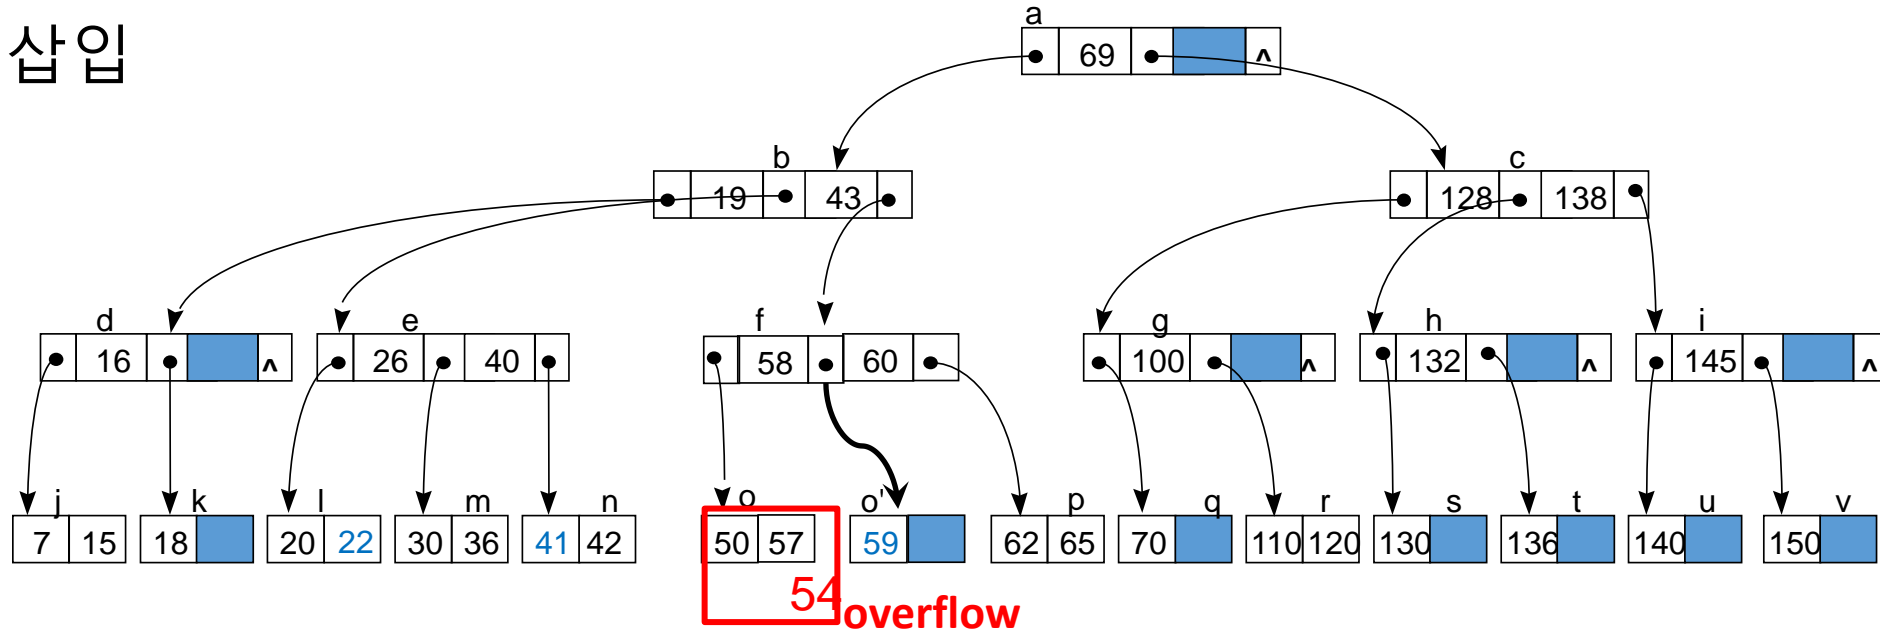 삽입
a
69 ^
b
19 43
c
128 138
d
16 ^
e
26 40
f
58 60
g
100 ^
h
132 ^
i
145 ^
j
7 15
k
18
l
20 22
m
30 36
n
41 42
o
50 57
o'
59
p
62 65
q
70
r
110 120
s
130
t
136
u
140
v
150
54 overflow